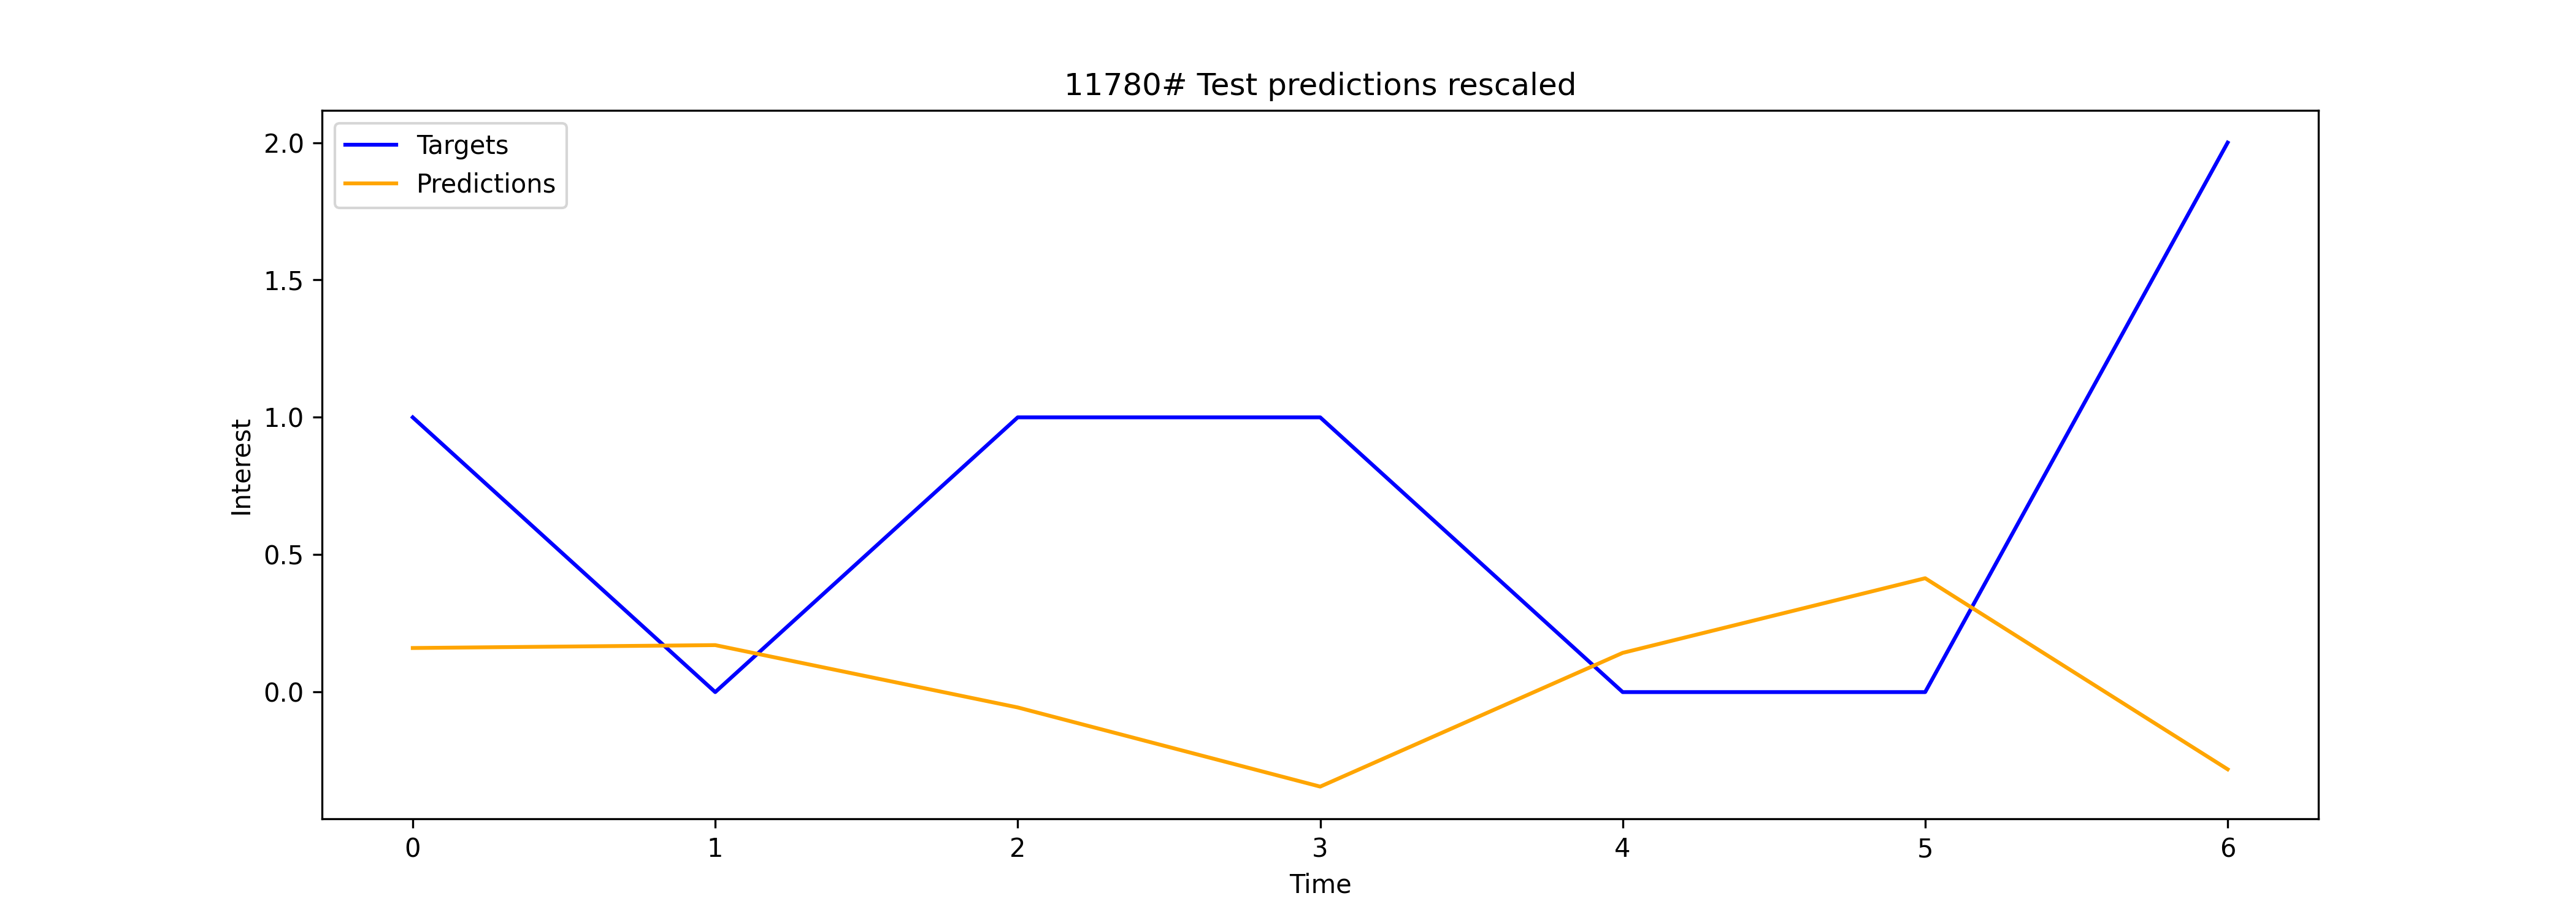 11780# Test predictions rescaled
Targets
Predictions
2.0
1.5
1.0
0.5
0.0
Interest
0 1 2 3 4 5 6
Time